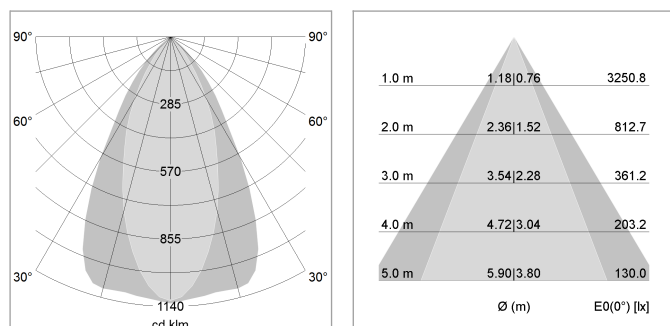 90° 90°
285
60° 60°
570
855
30° 30°
1140
cd klm
1.0 m 1.18|0.76 3250.8
2.0 m 2.36|1.52 812.7
3.0 m 3.54|2.28 361.2
4.0 m 4.72|3.04 203.2
5.0 m 5.90|3.80 130.0
Ø (m) E0(0°) [lx]